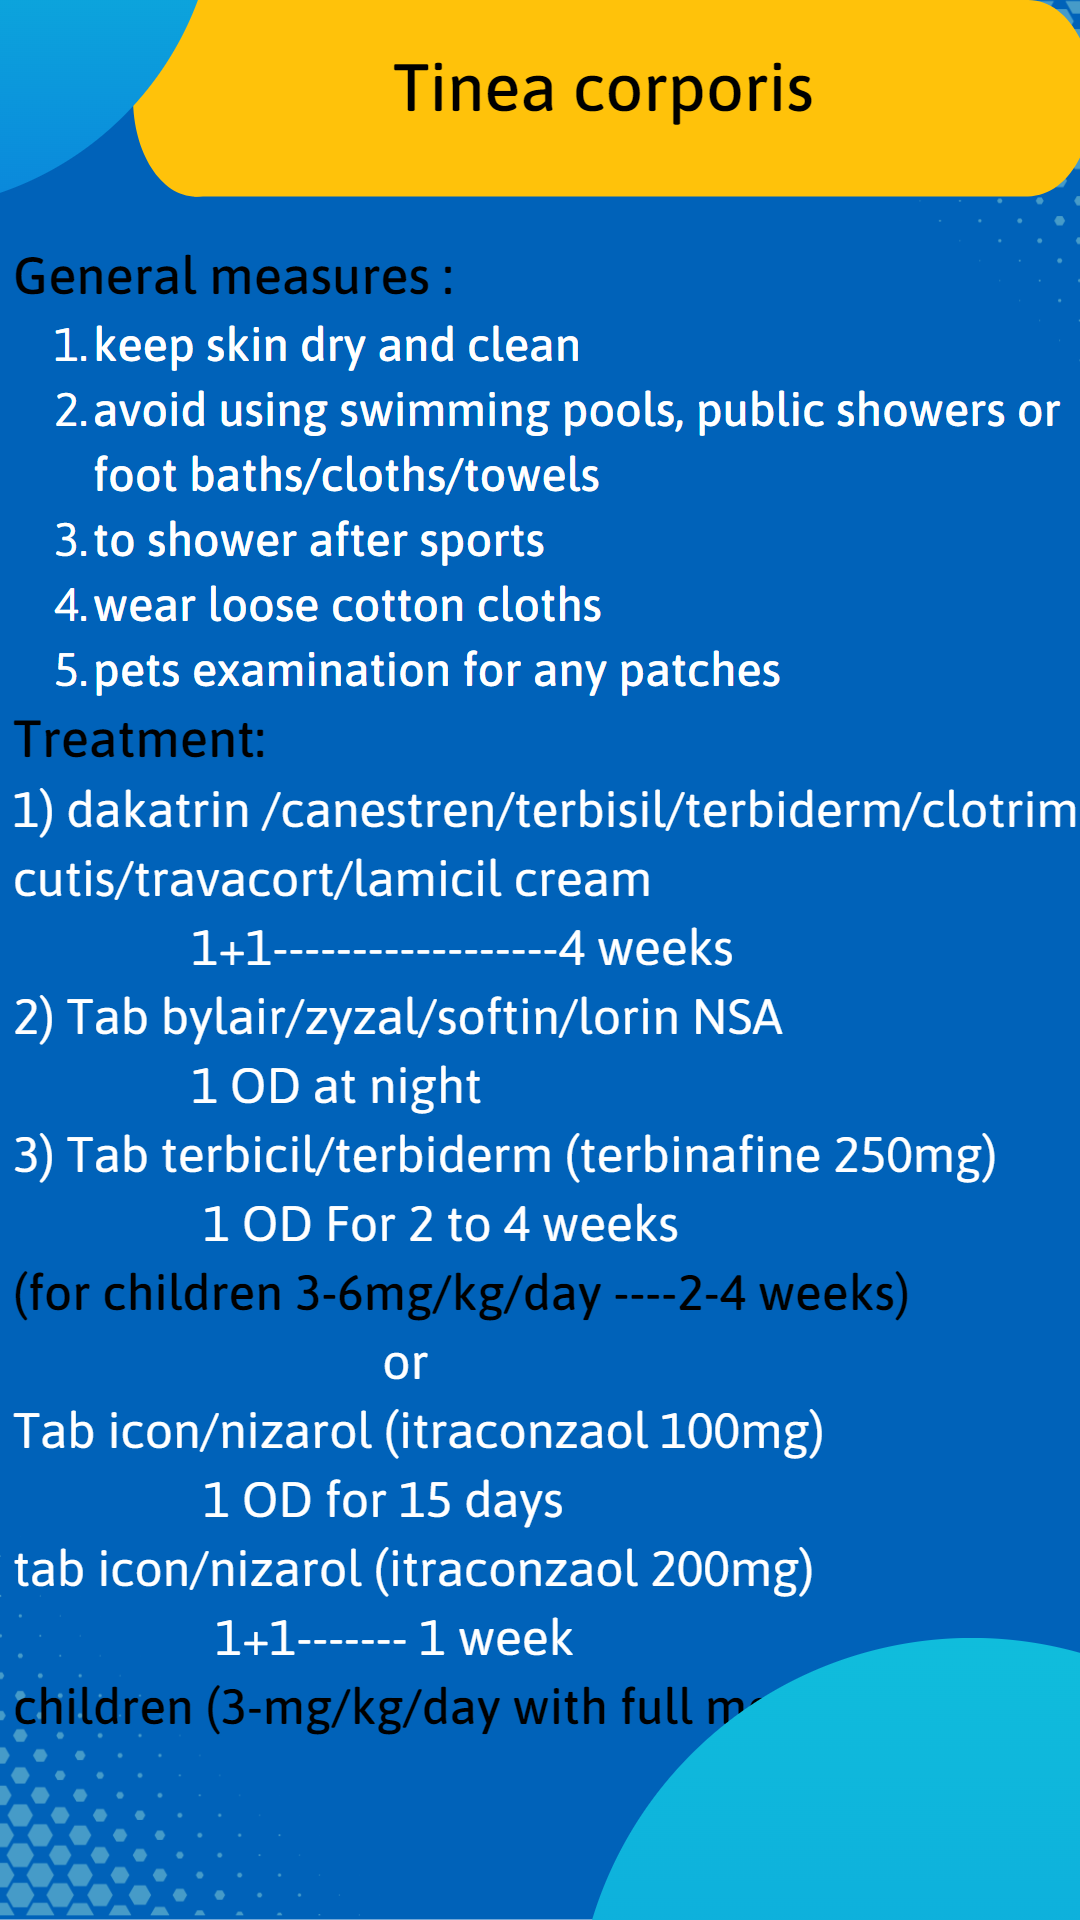 Tinea corporis
General measures :
1. keep skin dry and clean
2. avoid using swimming pools, public showers or
foot baths/cloths/towels
3. to shower after sports
4. wear loose cotton cloths
5. pets examination for any patches
Treatment:
1) dakatrin /canestren/terbisil/terbiderm/clotrim
cutis/travacort/lamicil cream
1+1------------------4 weeks
2) Tab bylair/zyzal/softin/lorin NSA
1 OD at night
3) Tab terbicil/terbiderm (terbinafine 250mg)
1 OD For 2 to 4 weeks
(for children 3-6mg/kg/day ----2-4 weeks)
or
Tab icon/nizarol (itraconzaol 100mg)
1 OD for 15 days
tab icon/nizarol (itraconzaol 200mg)
1+1------- 1 week
children (3-mg/kg/day with full